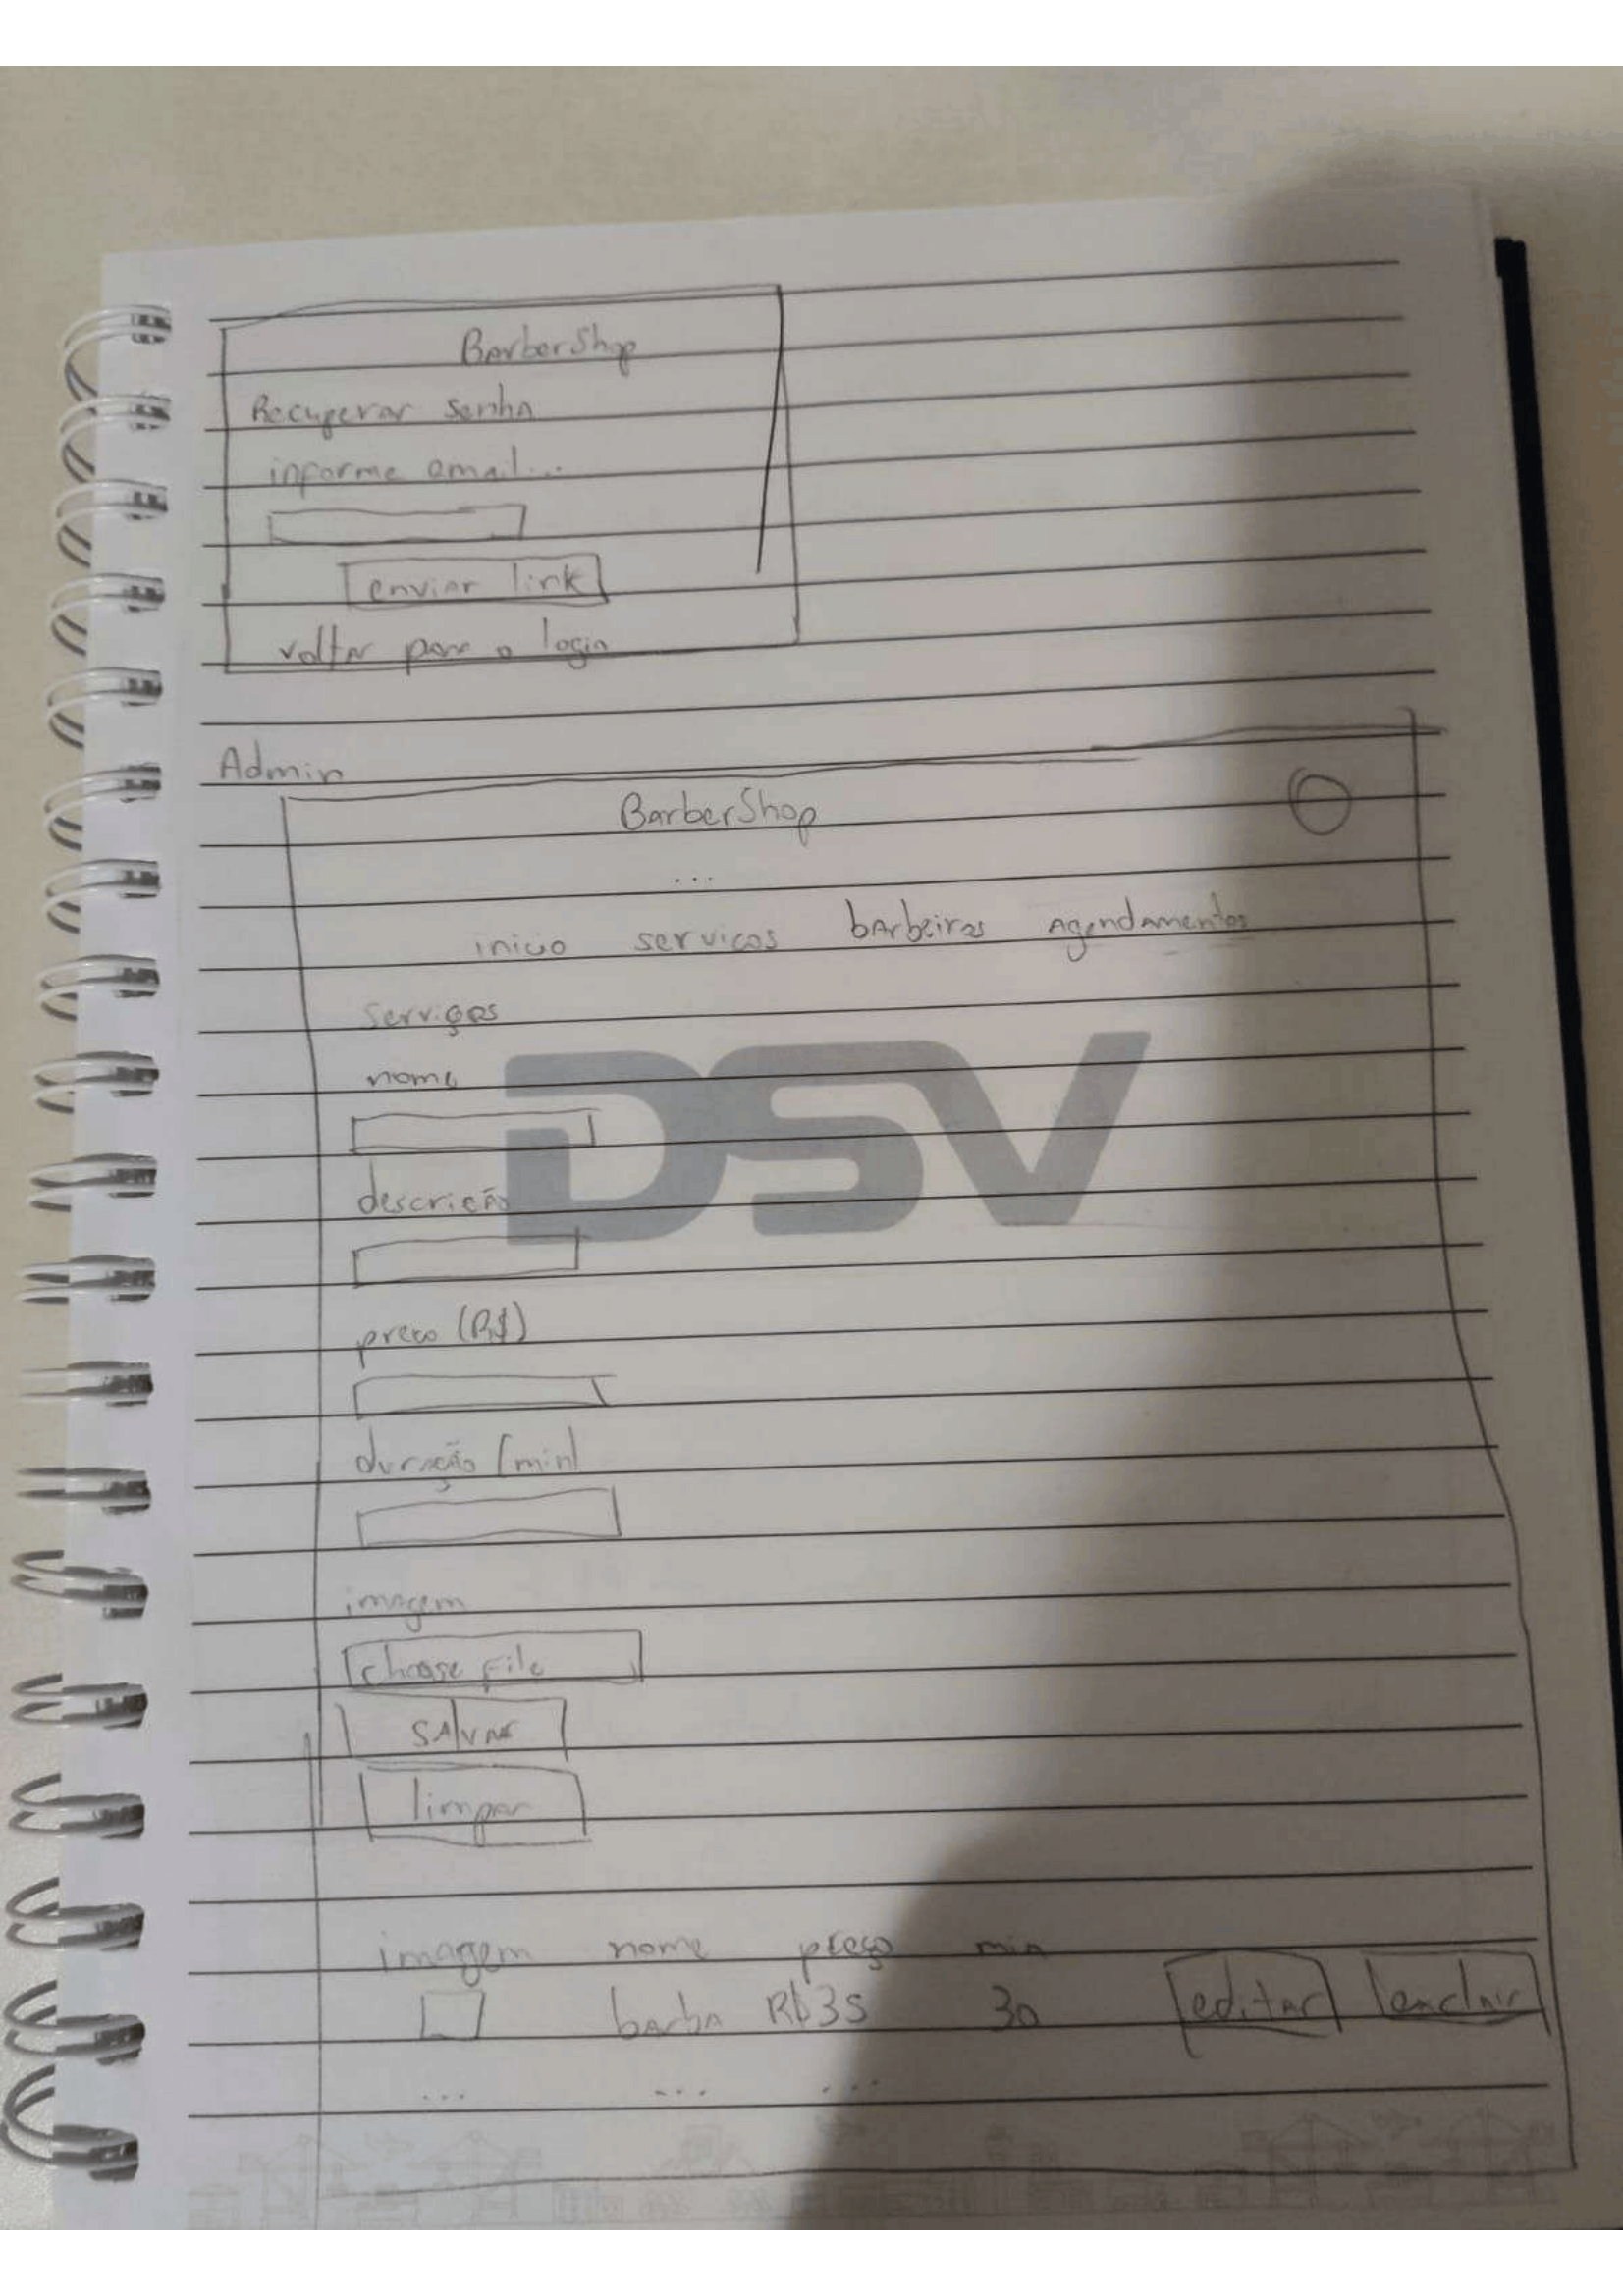 BarberShop
Recuperar senha
informe email...
enviar link
voltar para o login
Admin
BarberShop
...
inicio servicos barbeiros Agendamentos
serviços
nome
DSV
descrição
preço (R$)
duração (min)
imagem
choose file
SAlvar
limpar
imagem nome preço min
barba R$35 30 editar excluir
... ... ...